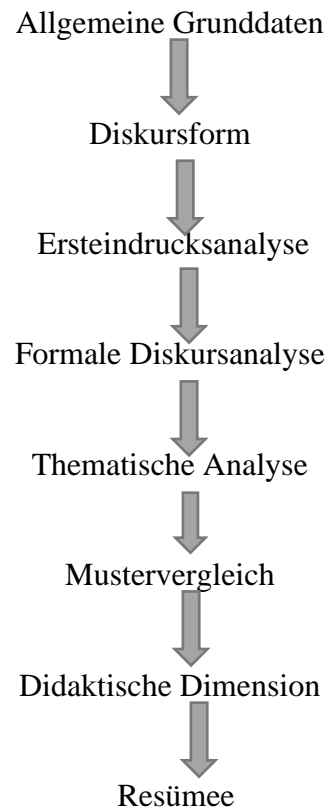 Allgemeine Grunddaten
Diskursform
Ersteindrucksanalyse
Formale Diskursanalyse
Thematische Analyse
Mustervergleich
Didaktische Dimension
Resümee